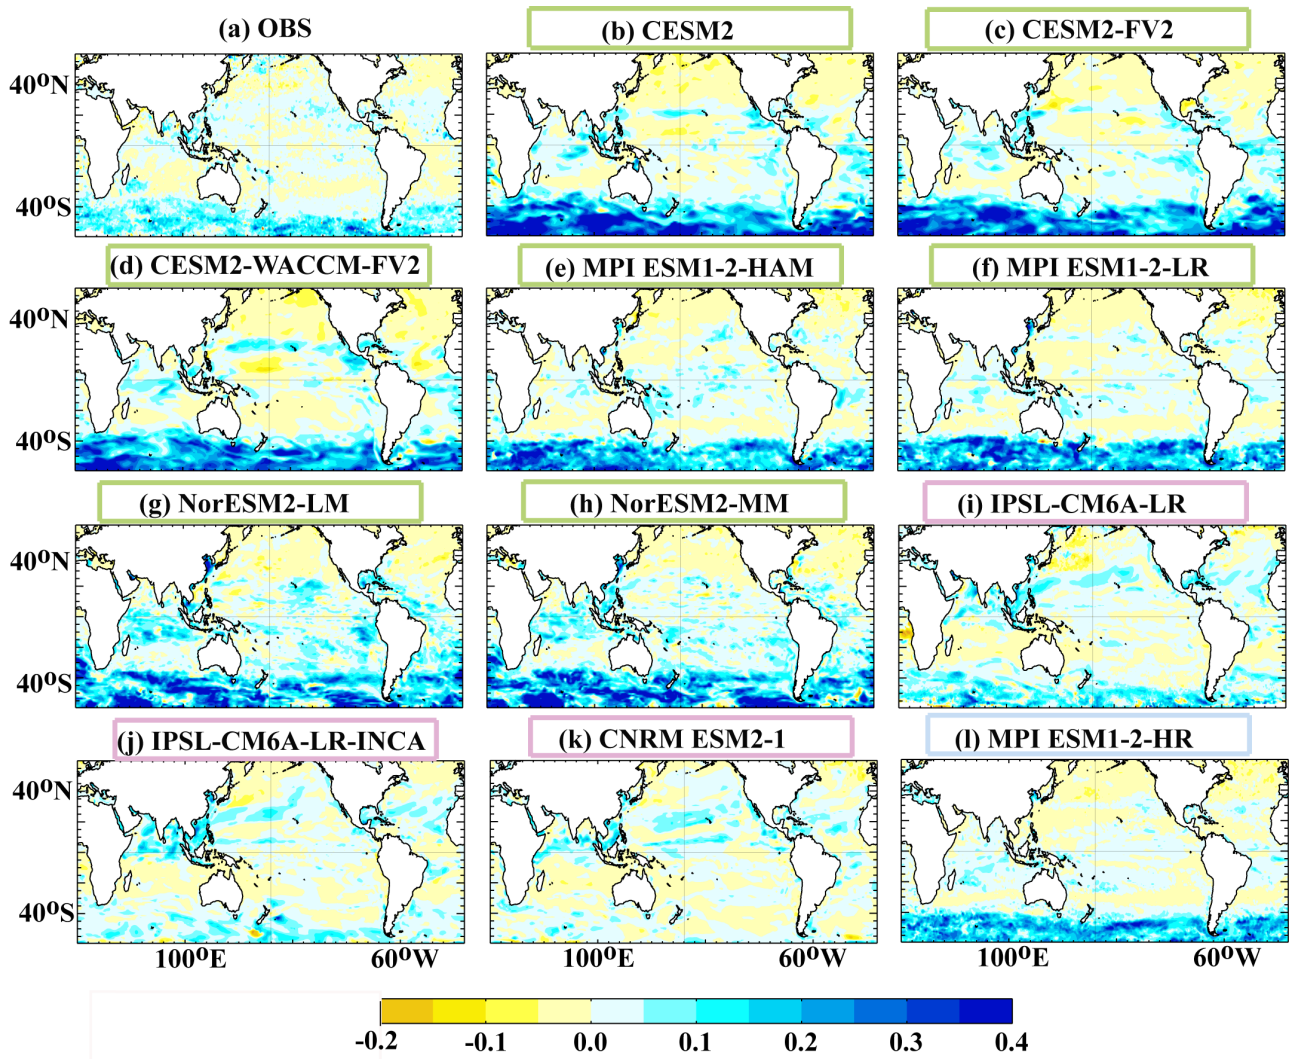 (a) OBS
(b) CESM2
(c) CESM2-FV2
40ºN
40ºS
(d) CESM2-WACCM-FV2
(e) MPI ESM1-2-HAM
(f) MPI ESM1-2-LR
40ºN
40ºS
(g) NorESM2-LM
(h) NorESM2-MM
(i) IPSL-CM6A-LR
40ºN
40ºS
(j) IPSL-CM6A-LR-INCA
(k) CNRM ESM2-1
(l) MPI ESM1-2-HR
40ºN
40ºS
100ºE 60ºW 100ºE 60ºW 100ºE 60ºW
-0.2 -0.1 0.0 0.1 0.2 0.3 0.4